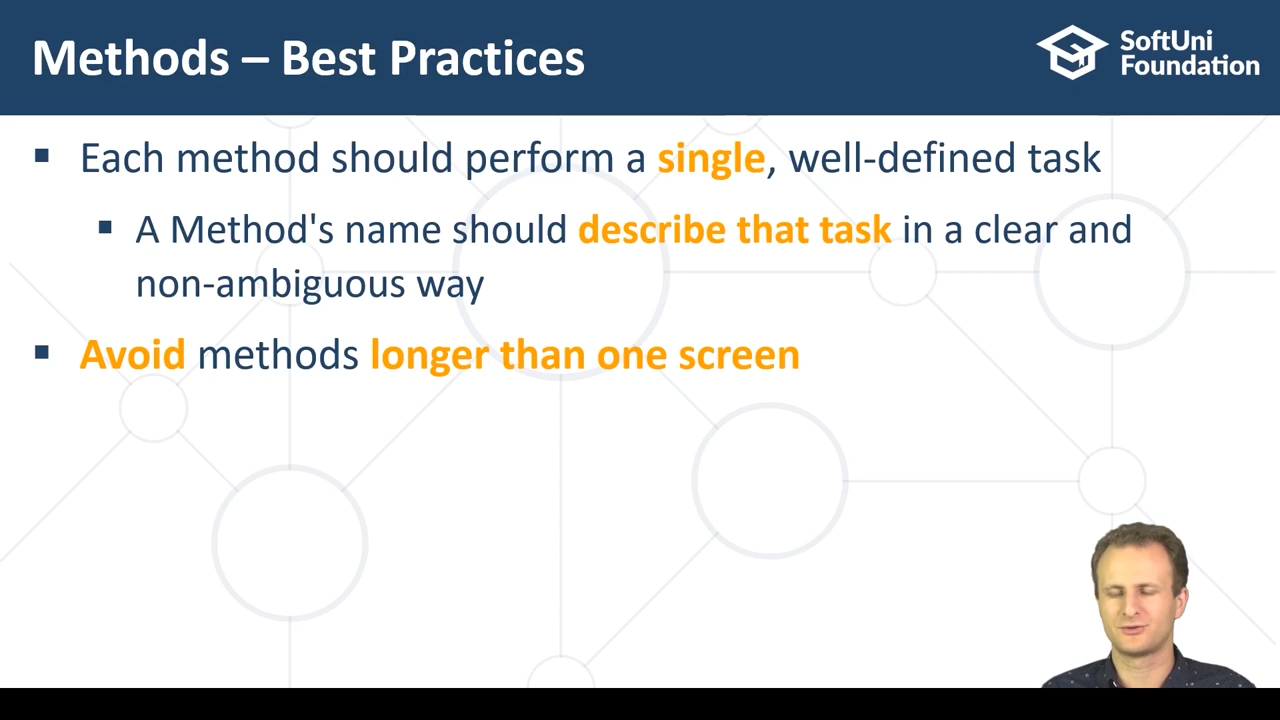 Methods – Best Practices
SoftUni
Foundation
▪ Each method should perform a single, well-defined task
▪ A Method's name should describe that task in a clear and
non-ambiguous way
▪ Avoid methods longer than one screen